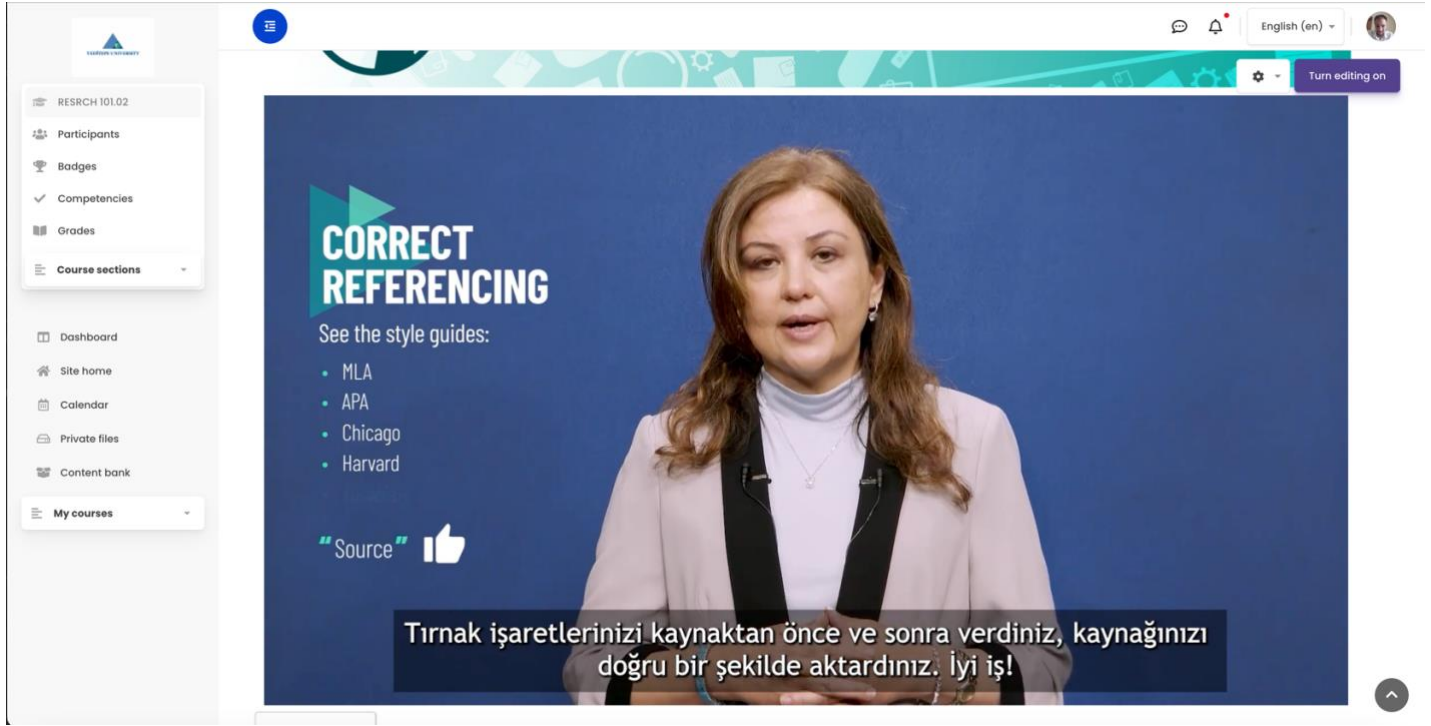 English (en)
Turn editing on
RESRCH 101.02
Participants
Badges
Competencies
Grades
Course sections
Dashboard
Site home
Calendar
Private files
Content bank
My courses
CORRECT
REFERENCING
See the style guides:
• MLA
• APA
• Chicago
• Harvard
"Source"
Tırnak işaretlerinizi kaynaktan önce ve sonra verdiniz, kaynağınızı
doğru bir şekilde aktardınız. İyi iş!